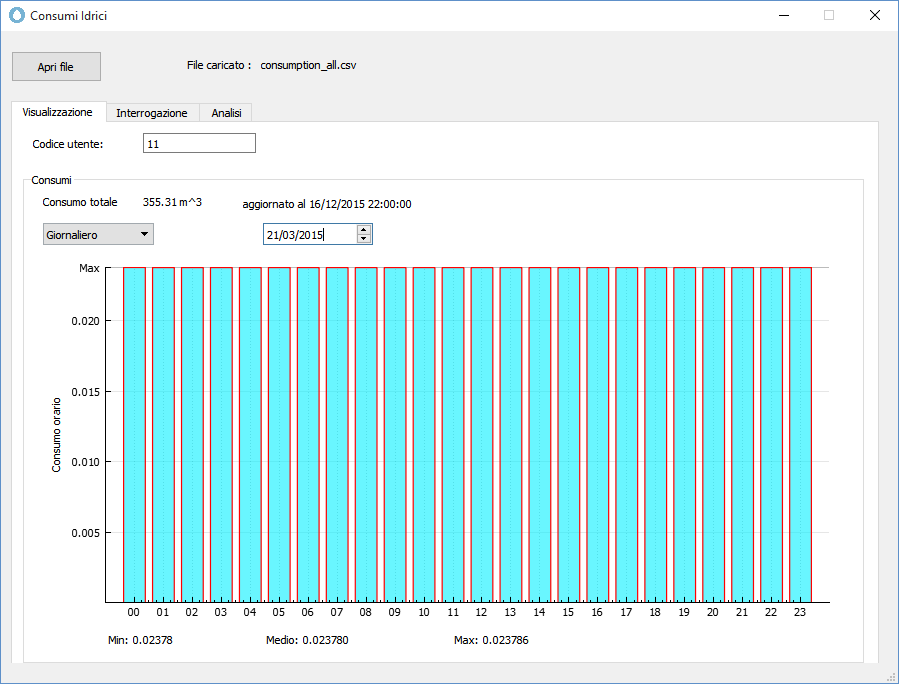 Consumi Idrici
Apri file
File caricato : consumption_all.csv
Visualizzazione Interrogazione Analisi
Codice utente: 11
Consumi
Consumo totale 355.31 m^3 aggiornato al 16/12/2015 22:00:00
Giornaliero 21/03/2015
Max
0.020
0.015
0.010
0.005
Consumo orario
00 01 02 03 04 05 06 07 08 09 10 11 12 13 14 15 16 17 18 19 20 21 22 23
Min: 0.02378 Medio: 0.023780 Max: 0.023786